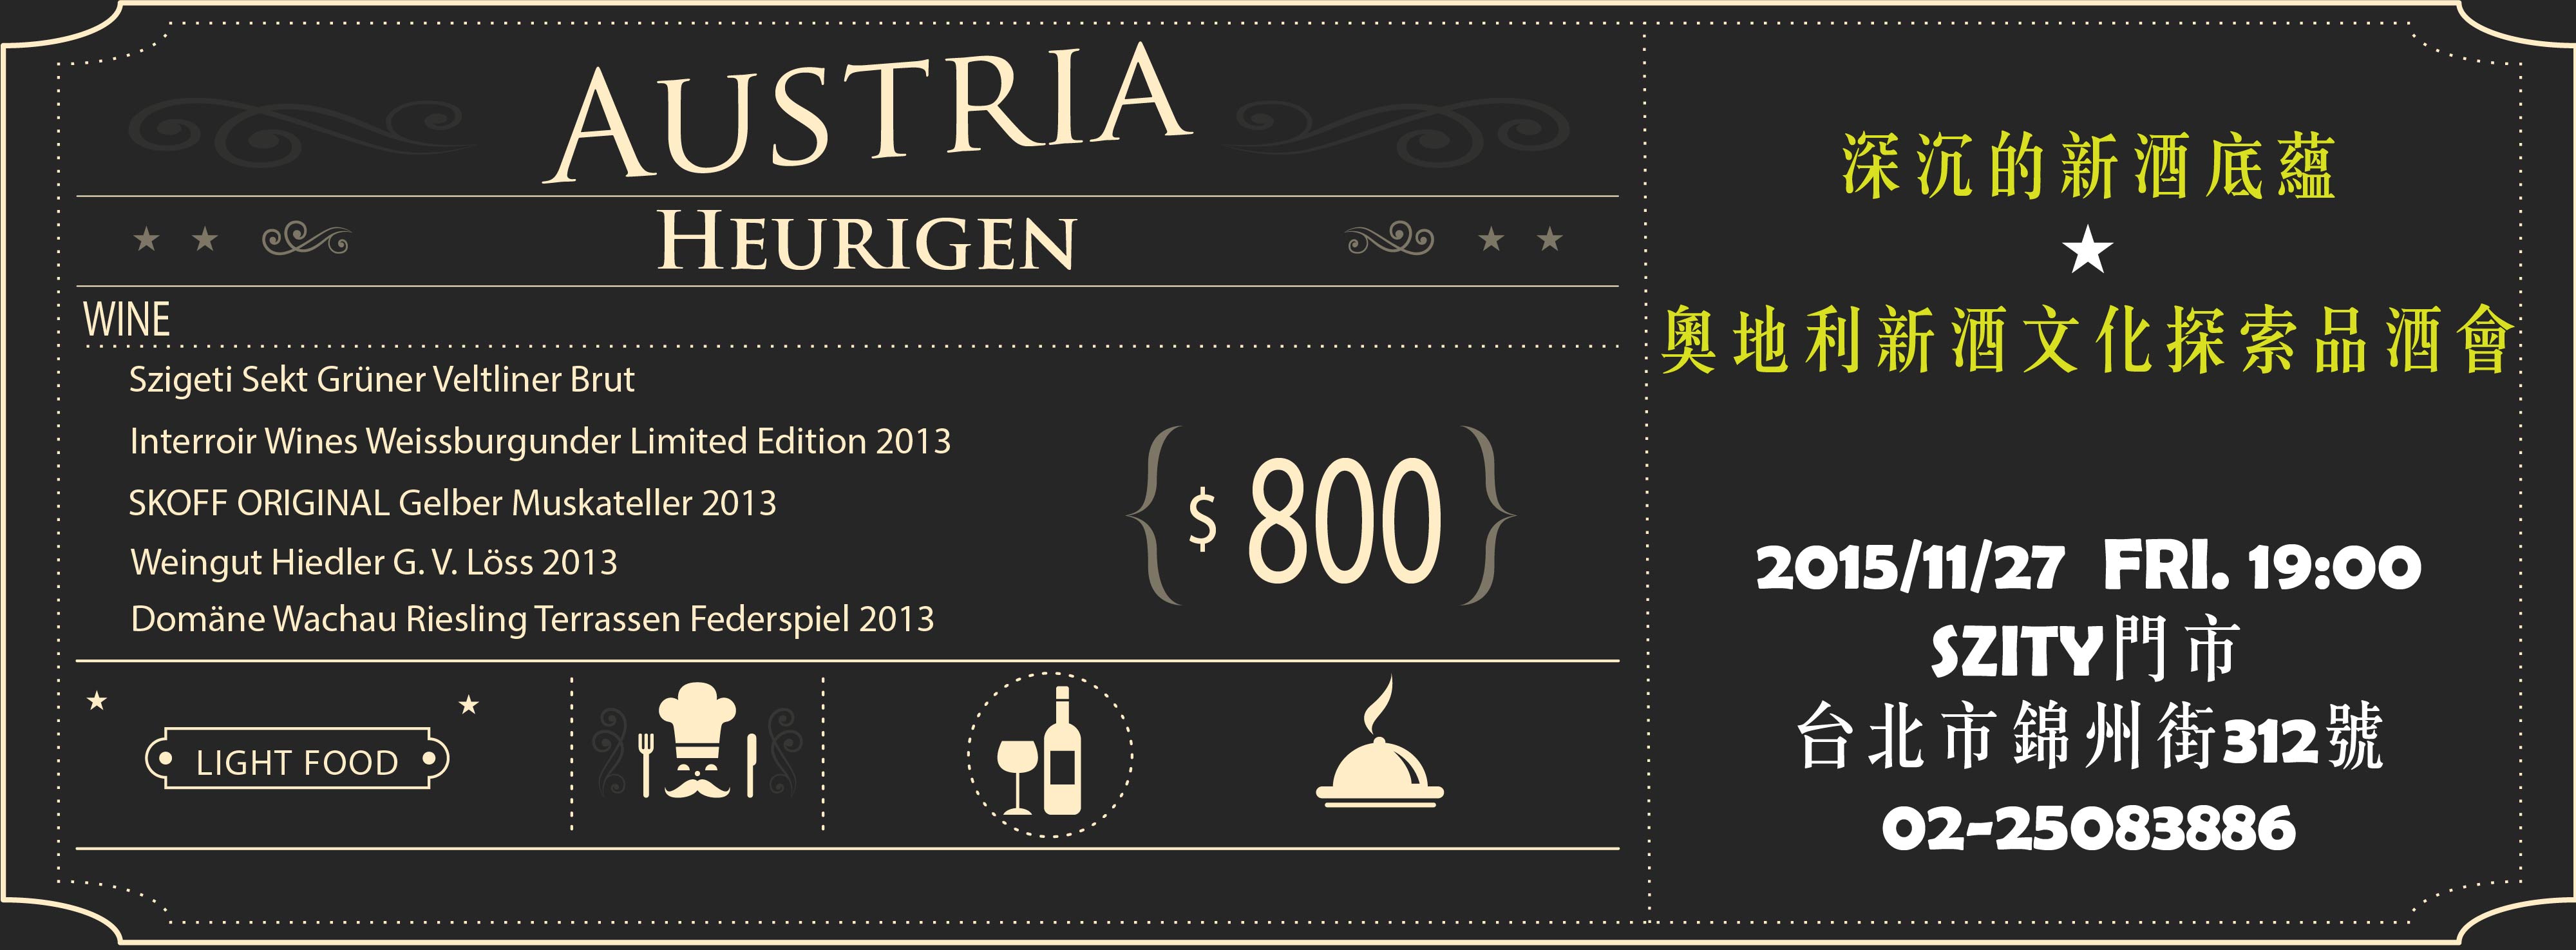 AUSTRIA
HEURIGEN
WINE
Szigeti Sekt Grüner Veltliner Brut
Interroir Wines Weissburgunder Limited Edition 2013
SKOFF ORIGINAL Gelber Muskateller 2013
Weingut Hiedler G. V. Löss 2013
Domäne Wachau Riesling Terrassen Federspiel 2013
$ 800
LIGHT FOOD
深沉的新酒底蘊
奧地利新酒文化探索品酒會
2015/11/27 FRI. 19:00
SZITY門市
台北市錦州街312號
02-25083886